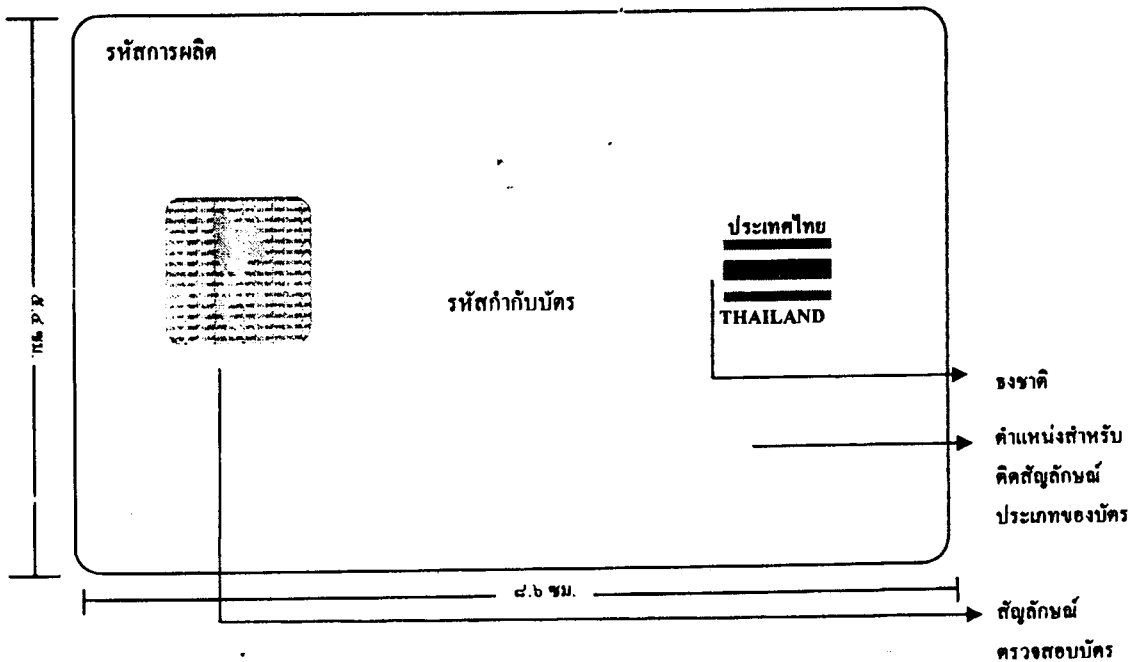 รหัสการผลิต
ประเทศไทย
๕.๔ ซม.
รหัสกำกับบัตร
THAILAND
ธงชาติ
ตำแหน่งสำหรับ
ติดสัญลักษณ์
ประเภทของบัตร
๘.๖ ซม.
สัญลักษณ์
ตรวจสอบบัตร